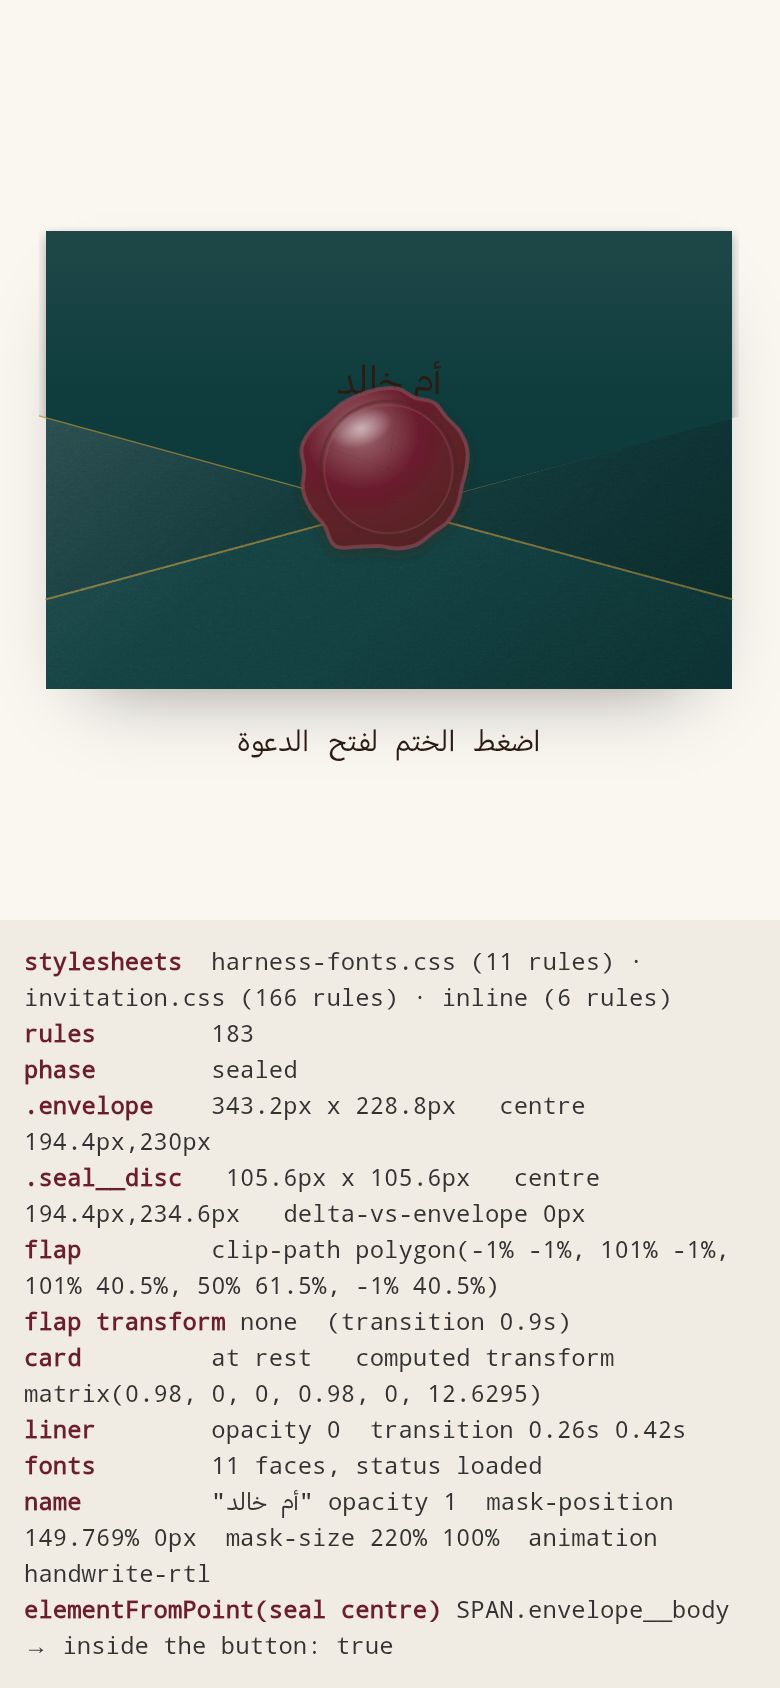 أم خالد
اضغط الختم لفتح الدعوة
stylesheets harness-fonts.css (11 rules) ·
invitation.css (166 rules) · inline (6 rules)
rules 183
phase sealed
.envelope 343.2px x 228.8px centre
194.4px,230px
.seal__disc 105.6px x 105.6px centre
194.4px,234.6px delta-vs-envelope 0px
flap clip-path polygon(-1% -1%, 101% -1%,
101% 40.5%, 50% 61.5%, -1% 40.5%)
flap transform none (transition 0.9s)
card at rest computed transform
matrix(0.98, 0, 0, 0.98, 0, 12.6295)
liner opacity 0 transition 0.26s 0.42s
fonts 11 faces, status loaded
name "أم خالد" opacity 1 mask-position
149.769% 0px mask-size 220% 100% animation
handwrite-rtl
elementFromPoint(seal centre) SPAN.envelope__body
→ inside the button: true